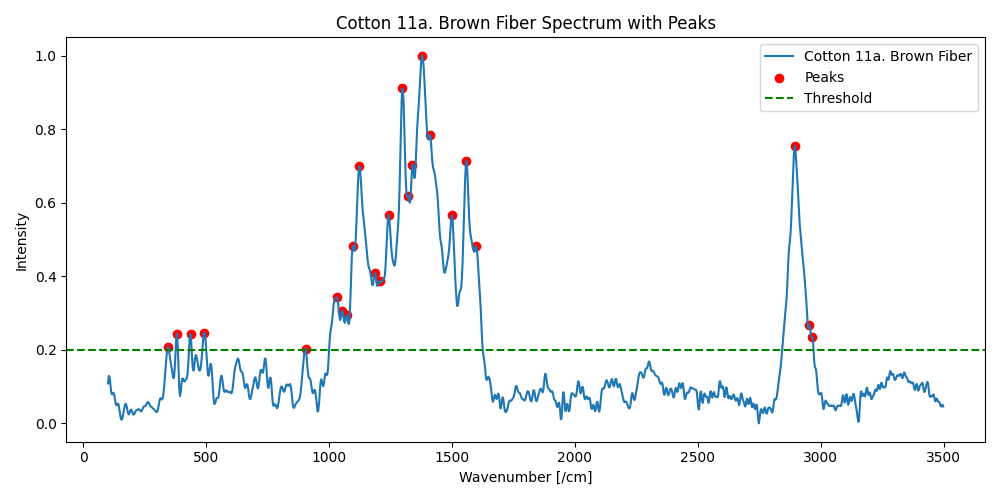 Cotton 11a. Brown Fiber Spectrum with Peaks
Cotton 11a. Brown Fiber
Peaks
Threshold
1.0
0.8
0.6
0.4
0.2
0.0
Intensity
0
500
1000
1500
2000
2500
3000
3500
Wavenumber [/cm]